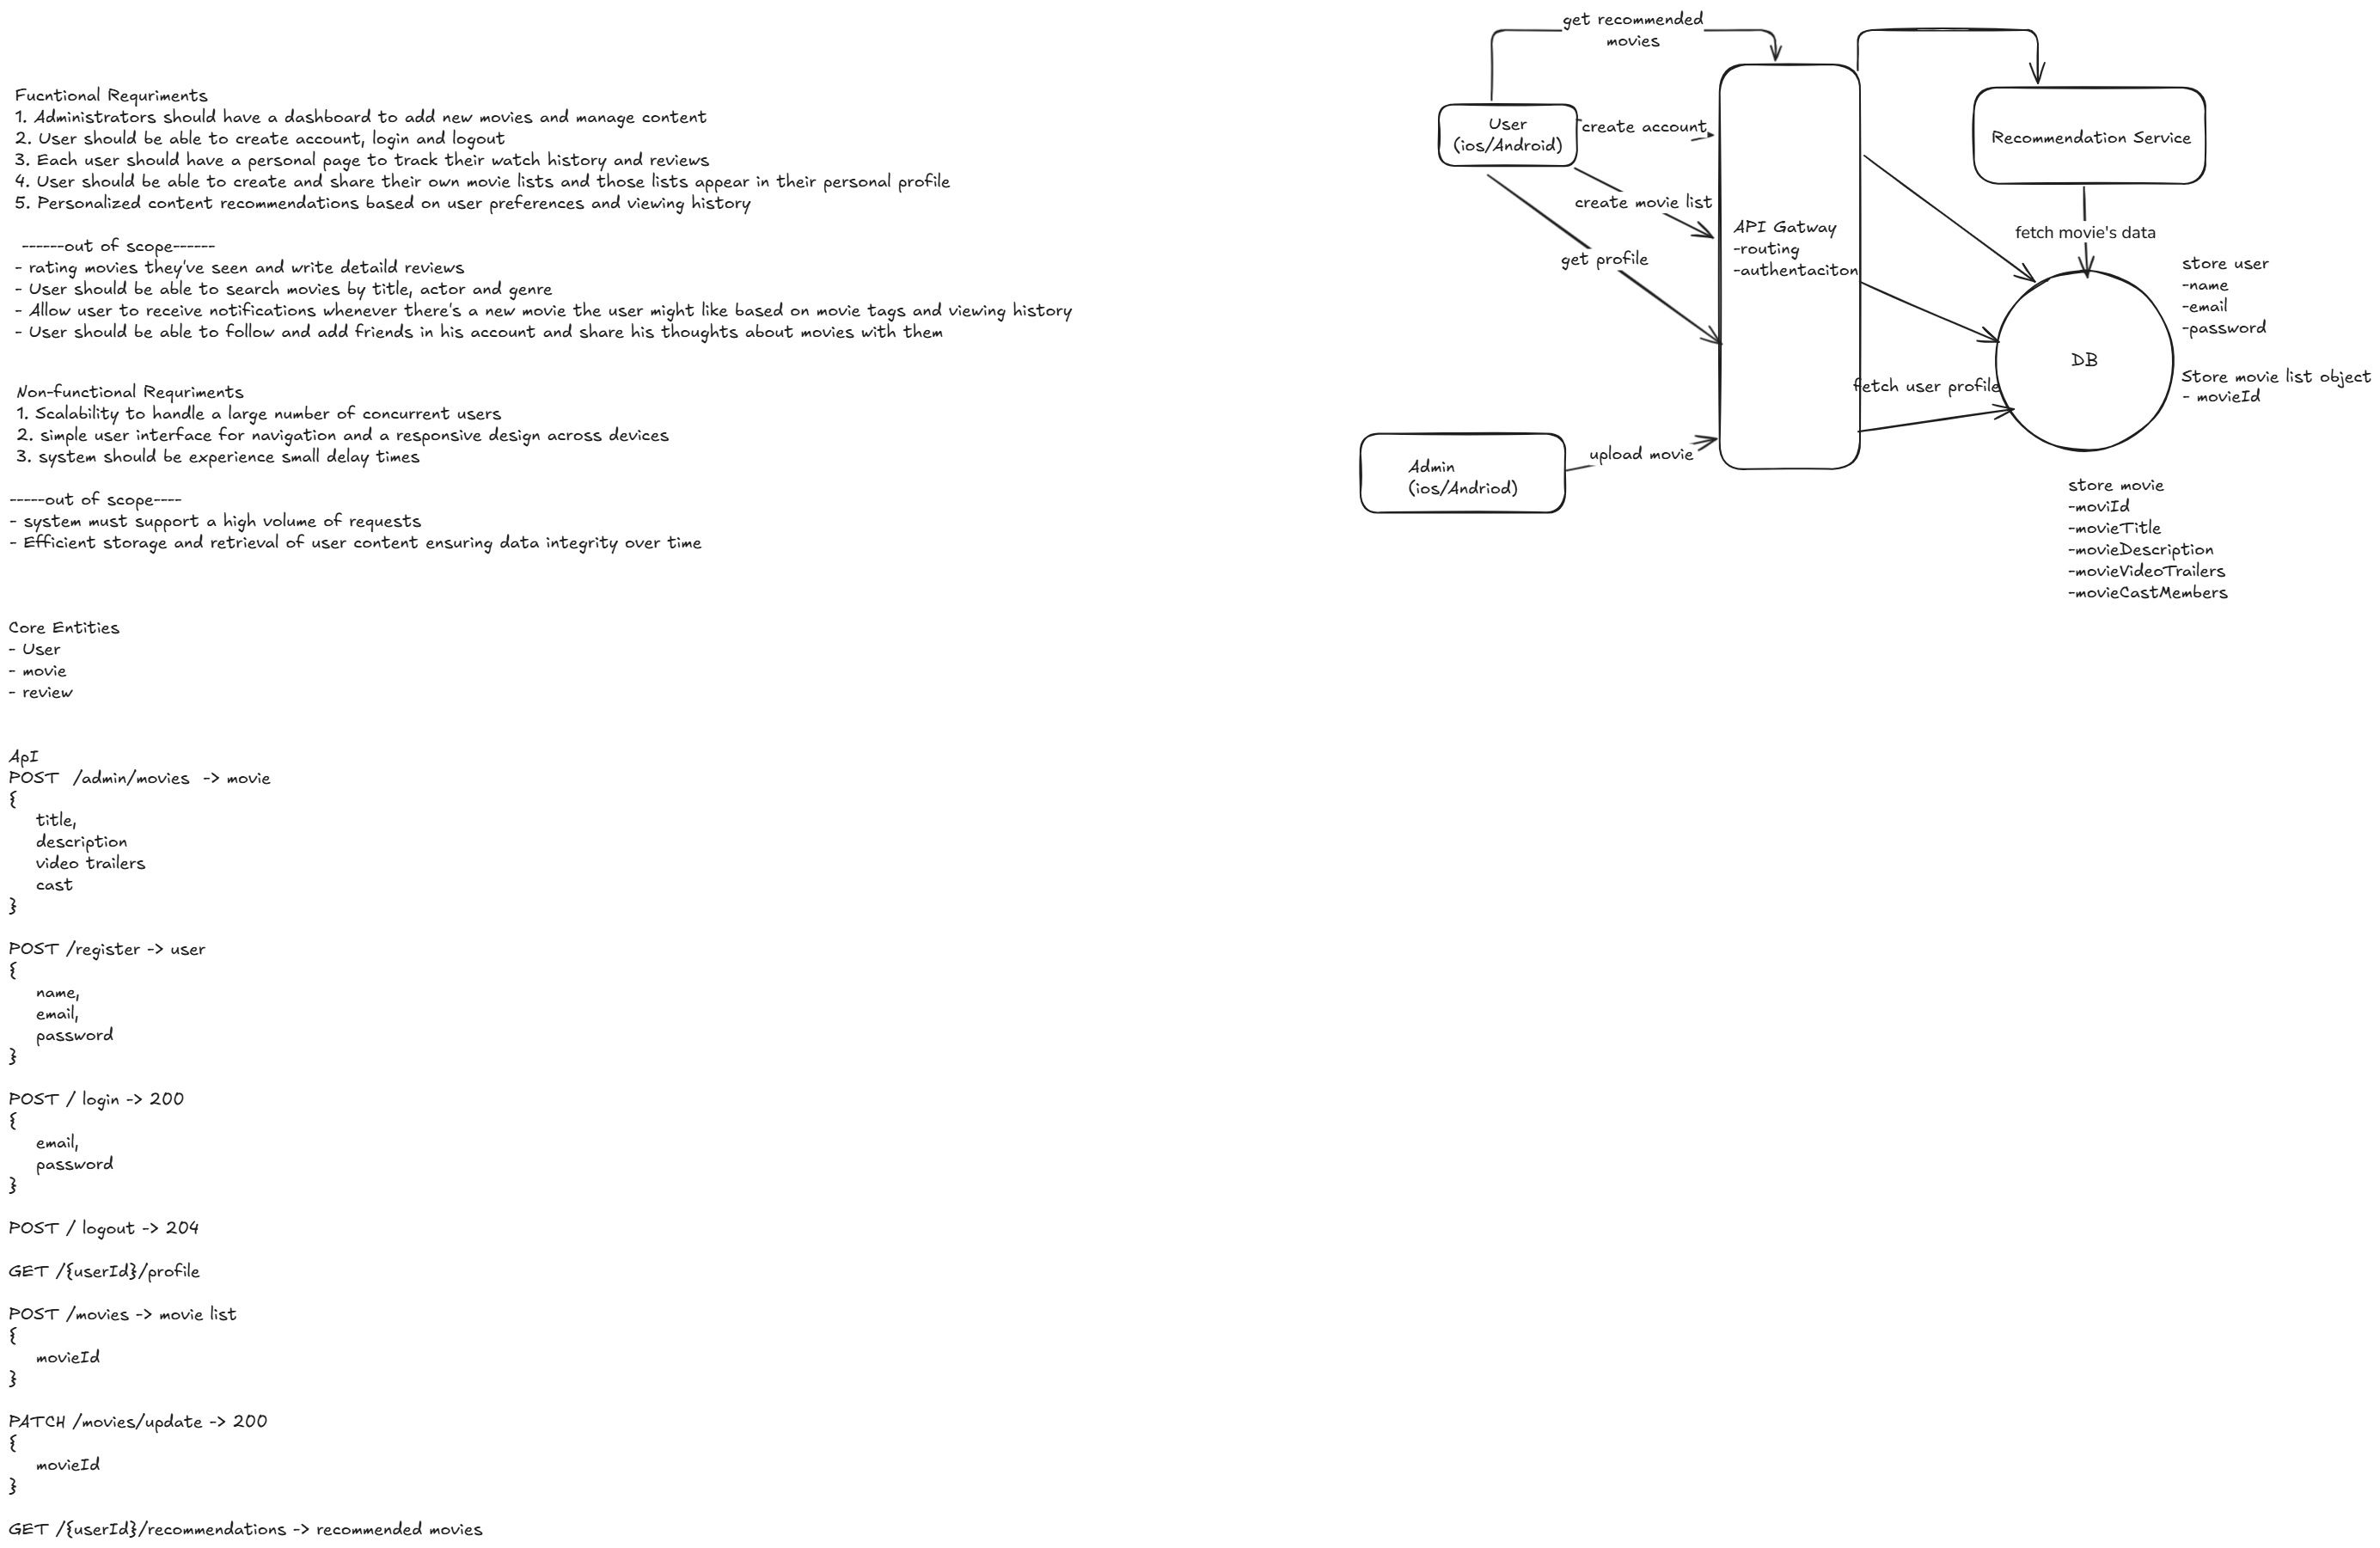 Fucntional Requriments
1. Administrators should have a dashboard to add new movies and manage content
2. User should be able to create account, login and logout
3. Each user should have a personal page to track their watch history and reviews
4. User should be able to create and share their own movie lists and those lists appear in their personal profile
5. Personalized content recommendations based on user preferences and viewing history
------out of scope------
- rating movies they've seen and write detaild reviews
- User should be able to search movies by title, actor and genre
- Allow user to receive notifications whenever there's a new movie the user might like based on movie tags and viewing history
- User should be able to follow and add friends in his account and share his thoughts about movies with them
Non-functional Requriments
1. Scalability to handle a large number of concurrent users
2. simple user interface for navigation and a responsive design across devices
3. system should be experience small delay times
-----out of scope----
- system must support a high volume of requests
- Efficient storage and retrieval of user content ensuring data integrity over time
Core Entities
- User
- movie
- review
ApI
POST  /admin/movies  -> movie
{
title,
description
video trailers
cast
}
POST /register -> user
{
name,
email,
password
}
POST / login -> 200
{
email,
password
}
POST / logout -> 204
GET /{userId}/profile
POST /movies -> movie list
{
movieId
}
PATCH /movies/update -> 200
{
movieId
}
GET /{userId}/recommendations -> recommended movies
get recommended
movies
User
(ios/Android)
create account
create movie list
get profile
Admin
(ios/Andriod)
upload movie
API Gatway
-routing
-authentaciton
Recommendation Service
fetch movie's data
fetch user profile
DB
store user
-name
-email
-password
Store movie list object
- movieId
store movie
-moviId
-movieTitle
-movieDescription
-movieVideoTrailers
-movieCastMembers